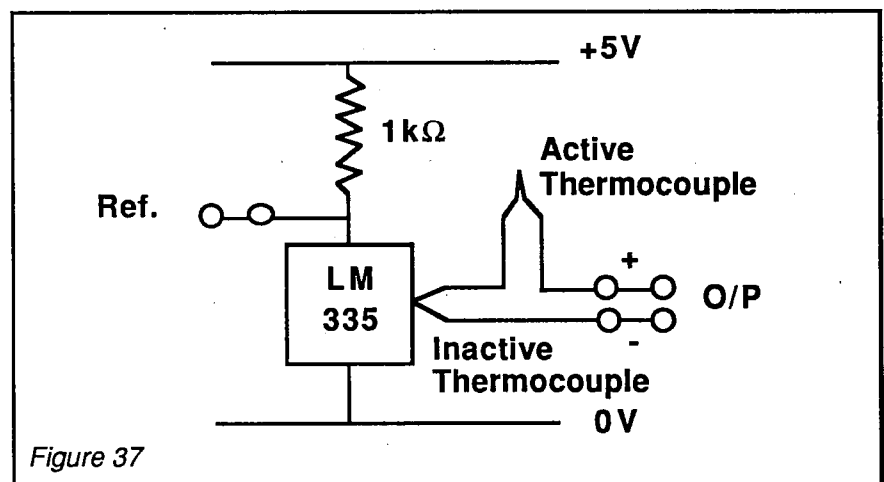 +5V
1kΩ
Active
Thermocouple
Ref.
LM
335
+
O/P
-
Inactive
Thermocouple
0V
Figure 37